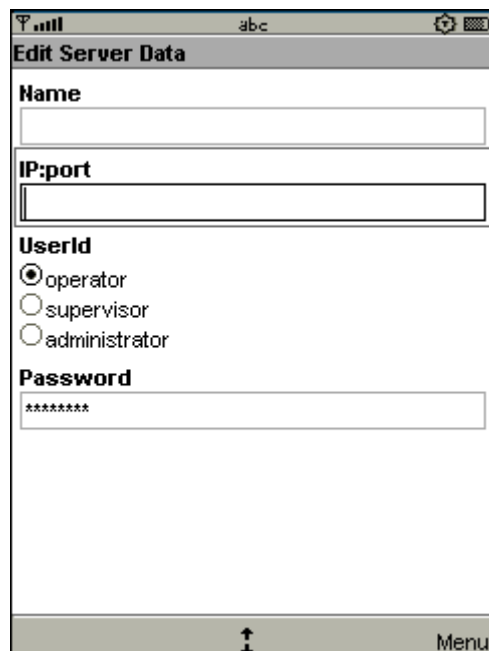 abc
Edit Server Data
Name
IP:port
UserId
operator
supervisor
administrator
Password
********
Menu